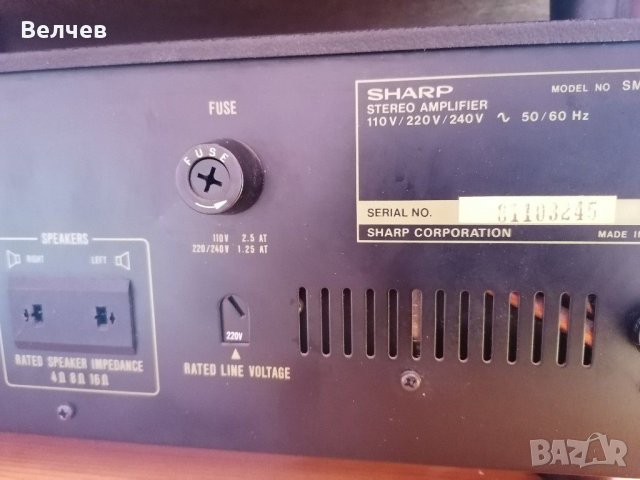 Велчев
FUSE
FUSE
110V 2.5 AT
220/240V 1.25 AT
SPEAKERS
RIGHT LEFT
RATED SPEAKER IMPEDANCE
4Ω 8Ω 16Ω
220V
RATED LINE VOLTAGE
SHARP MODEL NO SM
STEREO AMPLIFIER
110V/220V/240V ∿ 50/60 Hz
SERIAL NO. 01103245
SHARP CORPORATION MADE I
BAZAR